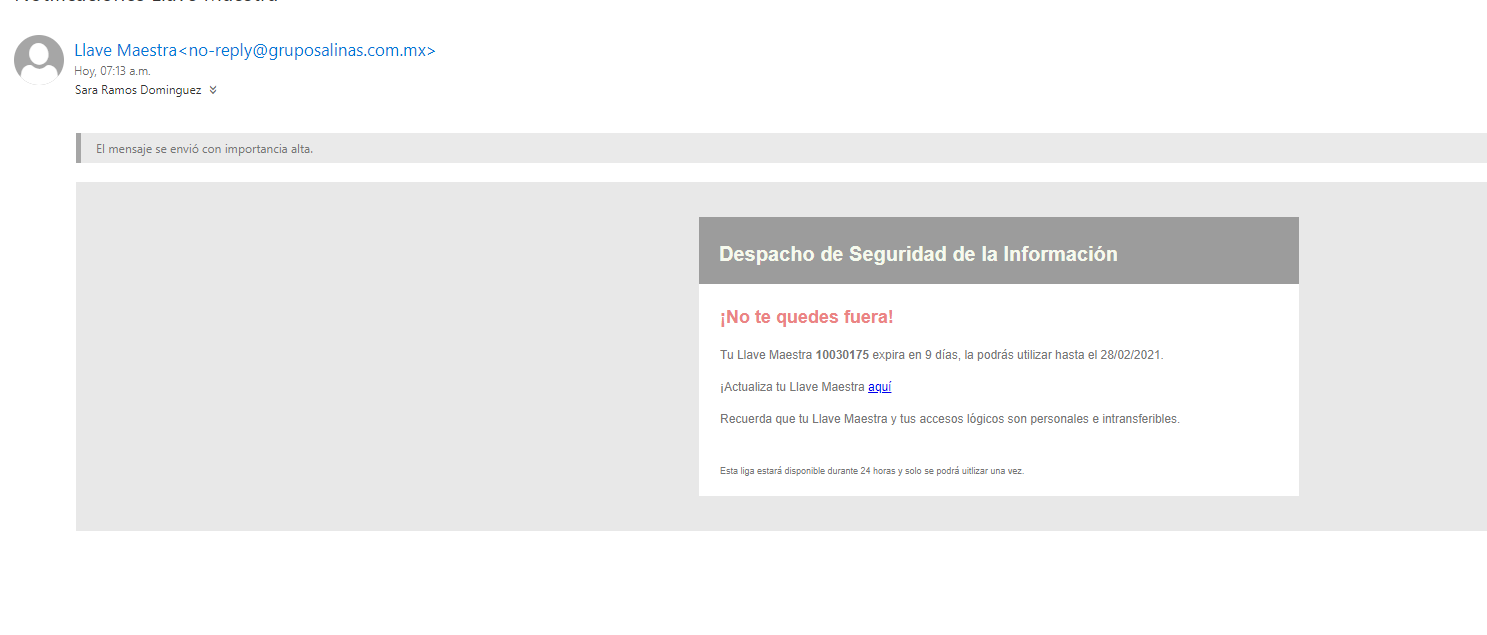 Notificaciones Llave Maestra
Llave Maestra<no-reply@gruposalinas.com.mx>
Hoy, 07:13 a.m.
Sara Ramos Dominguez
El mensaje se envió con importancia alta.
Despacho de Seguridad de la Información
¡No te quedes fuera!
Tu Llave Maestra 10030175 expira en 9 días, la podrás utilizar hasta el 28/02/2021.
¡Actualiza tu Llave Maestra aquí
Recuerda que tu Llave Maestra y tus accesos lógicos son personales e intransferibles.
Esta liga estará disponible durante 24 horas y solo se podrá uitlizar una vez.